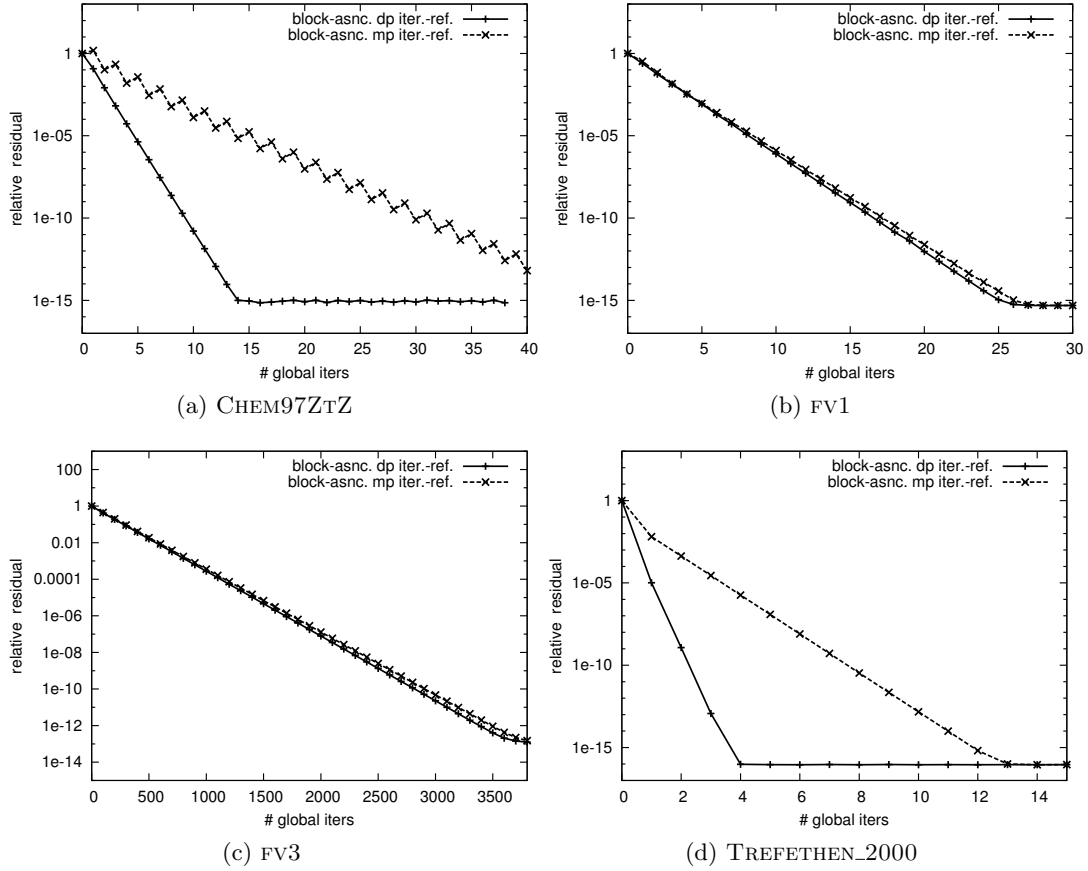 block-asnc. dp iter.-ref.
block-asnc. mp iter.-ref.
1
1e-05
1e-10
1e-15
relative residual
0 5 10 15 20 25 30 35 40
# global iters
(a) CHEM97ZTZ
block-asnc. dp iter.-ref.
block-asnc. mp iter.-ref.
1
1e-05
1e-10
1e-15
relative residual
0 5 10 15 20 25 30
# global iters
(b) FV1
block-asnc. dp iter.-ref.
block-asnc. mp iter.-ref.
100
1
0.01
0.0001
1e-06
1e-08
1e-10
1e-12
1e-14
relative residual
0 500 1000 1500 2000 2500 3000 3500
# global iters
(c) FV3
block-asnc. dp iter.-ref.
block-asnc. mp iter.-ref.
1
1e-05
1e-10
1e-15
relative residual
0 2 4 6 8 10 12 14
# global iters
(d) TREFETHEN_2000